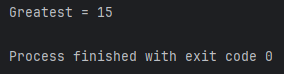 Greatest = 15
Process finished with exit code 0